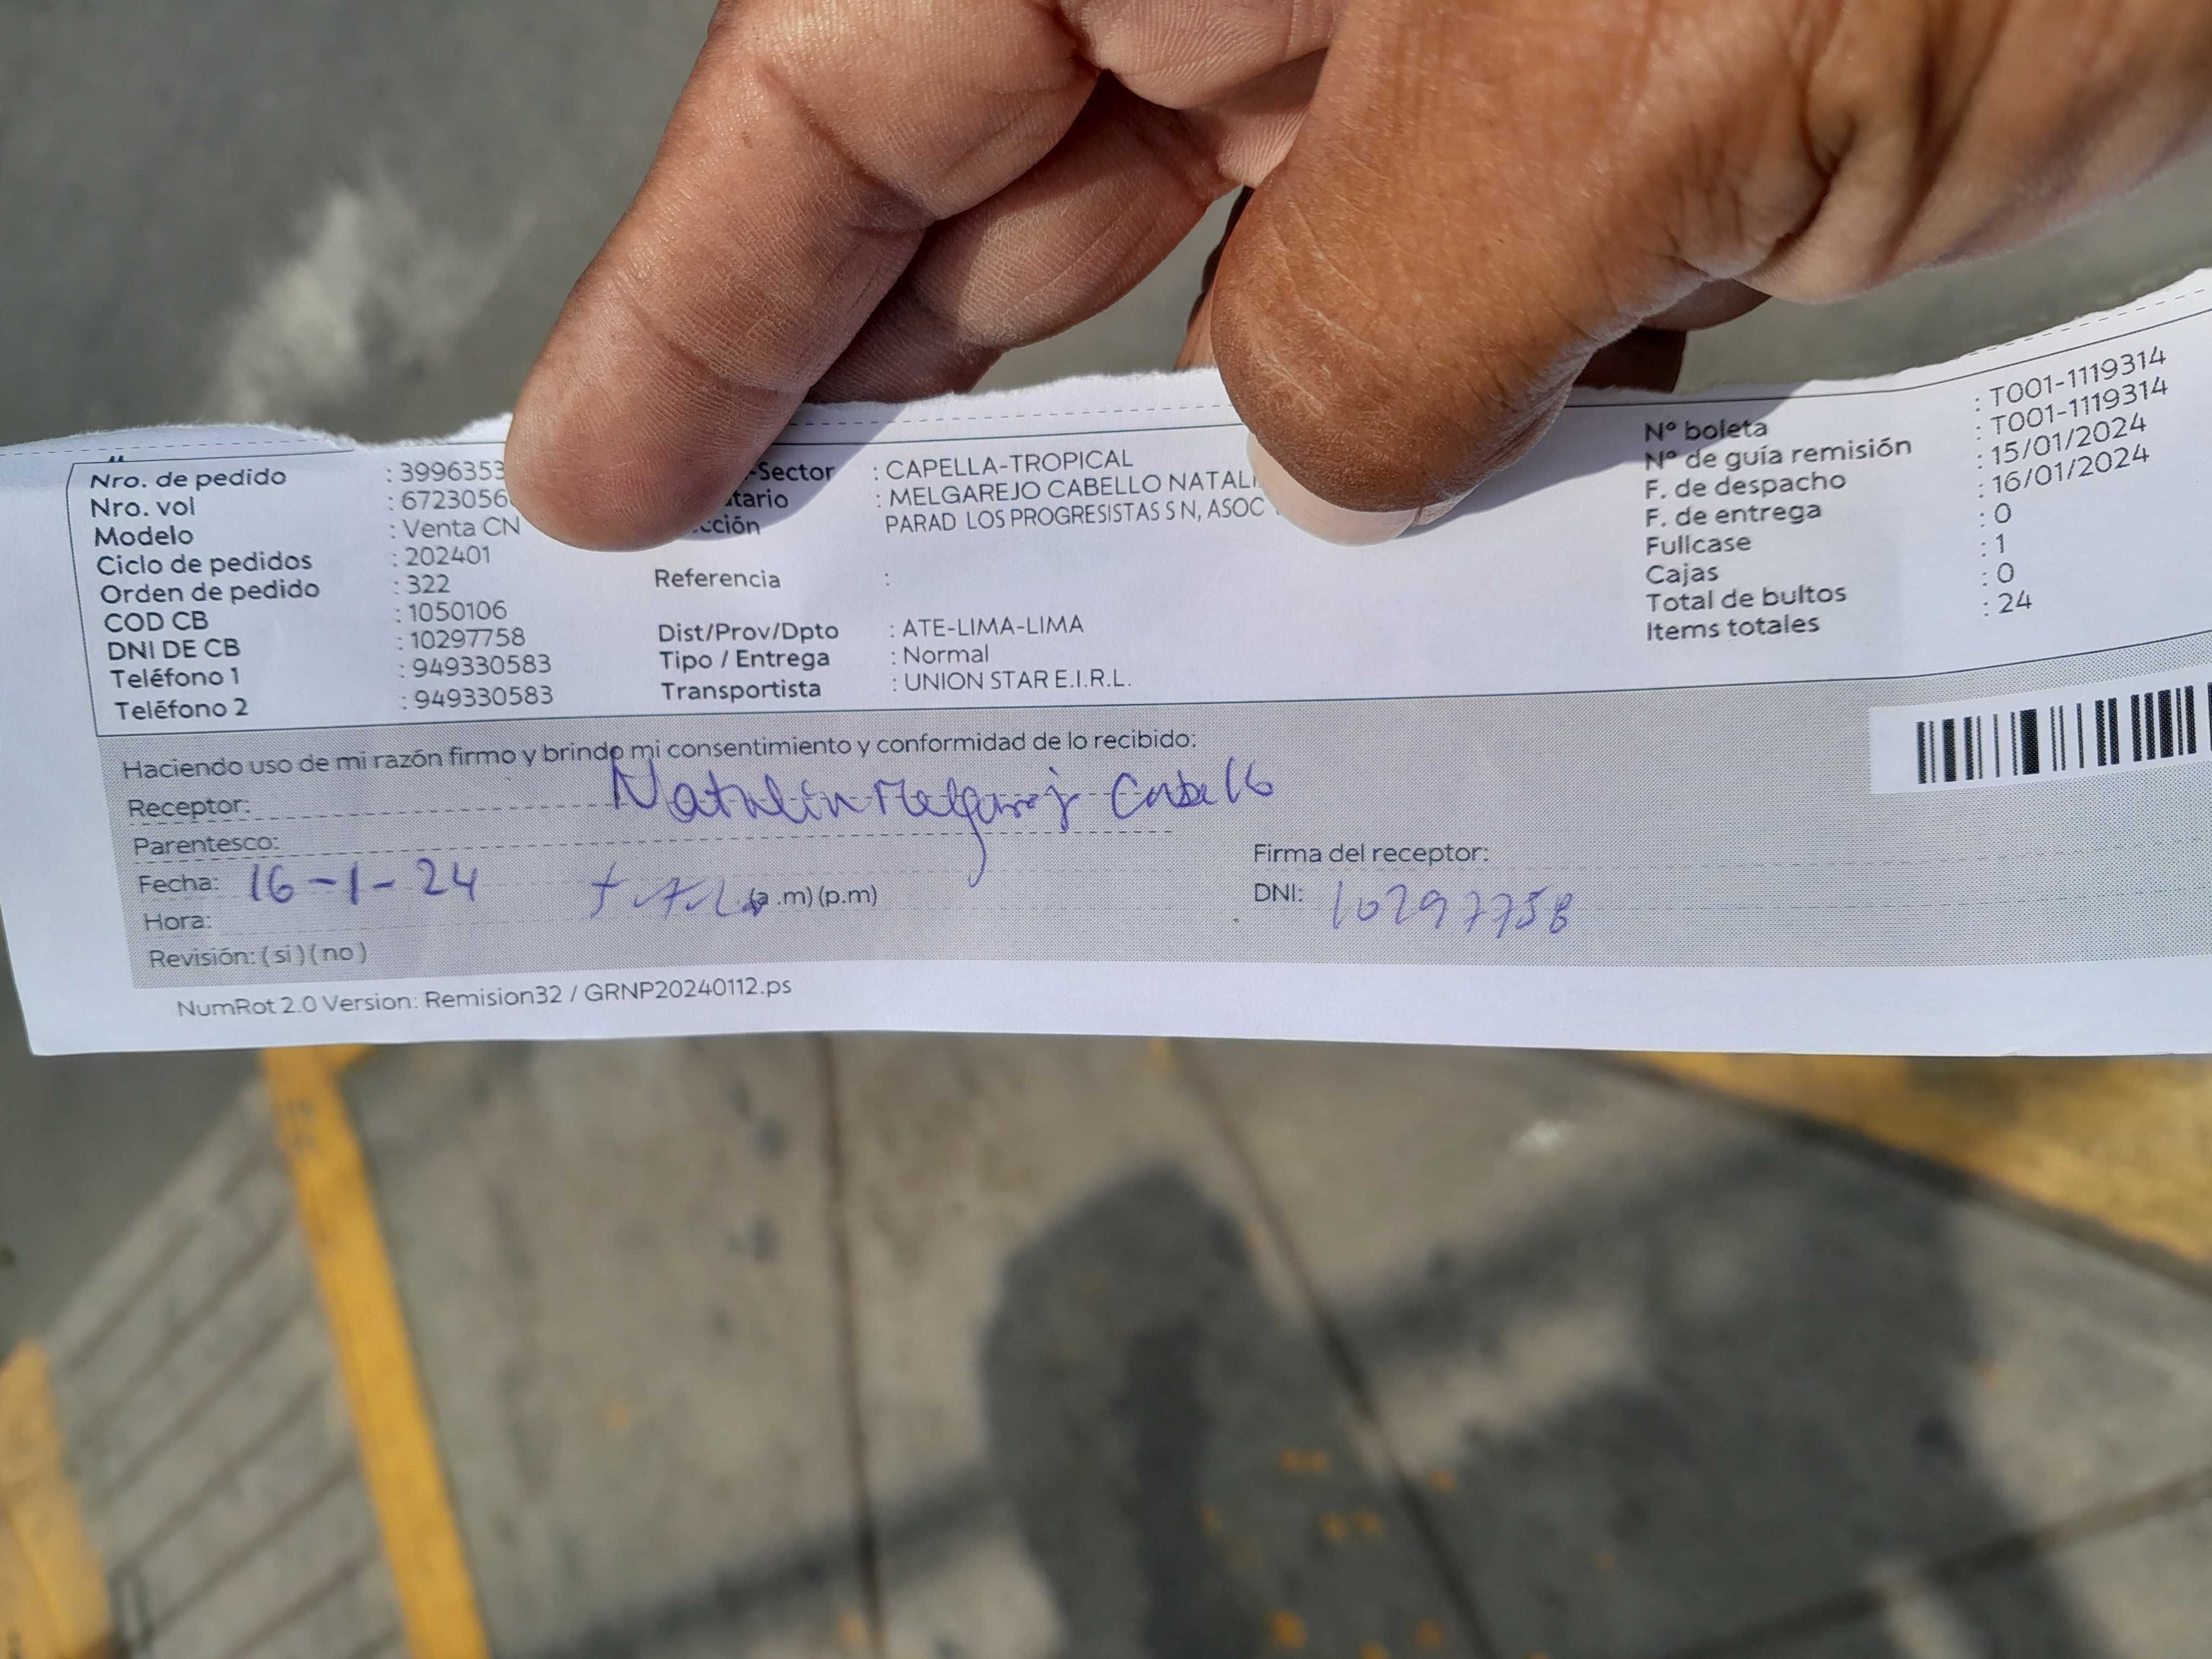 Nro. de pedido : 3996353
Nro. vol : 6723056
Modelo : Venta CN
Ciclo de pedidos : 202401
Orden de pedido : 322
COD CB : 1050106
DNI DE CB : 10297758
Teléfono 1 : 949330583
Teléfono 2 : 949330583
-Sector : CAPELLA-TROPICAL
tario : MELGAREJO CABELLO NATALI
cción PARAD LOS PROGRESISTAS S N, ASOC
Referencia :
Dist/Prov/Dpto : ATE-LIMA-LIMA
Tipo / Entrega : Normal
Transportista : UNION STAR E.I.R.L.
Nº boleta : T001-1119314
Nº de guía remisión : T001-1119314
F. de despacho : 15/01/2024
F. de entrega : 16/01/2024
Fullcase : 0
Cajas : 1
Total de bultos : 0
Items totales : 24
Haciendo uso de mi razón firmo y brindo mi consentimiento y conformidad de lo recibido:
Receptor: Melgarejo Cabello
Parentesco:
Fecha: 16-1-24
Hora: (a .m) (p.m)
Revisión: ( si ) ( no )
Firma del receptor:
DNI: 10297758
NumRot 2.0 Version: Remision32 / GRNP20240112.ps